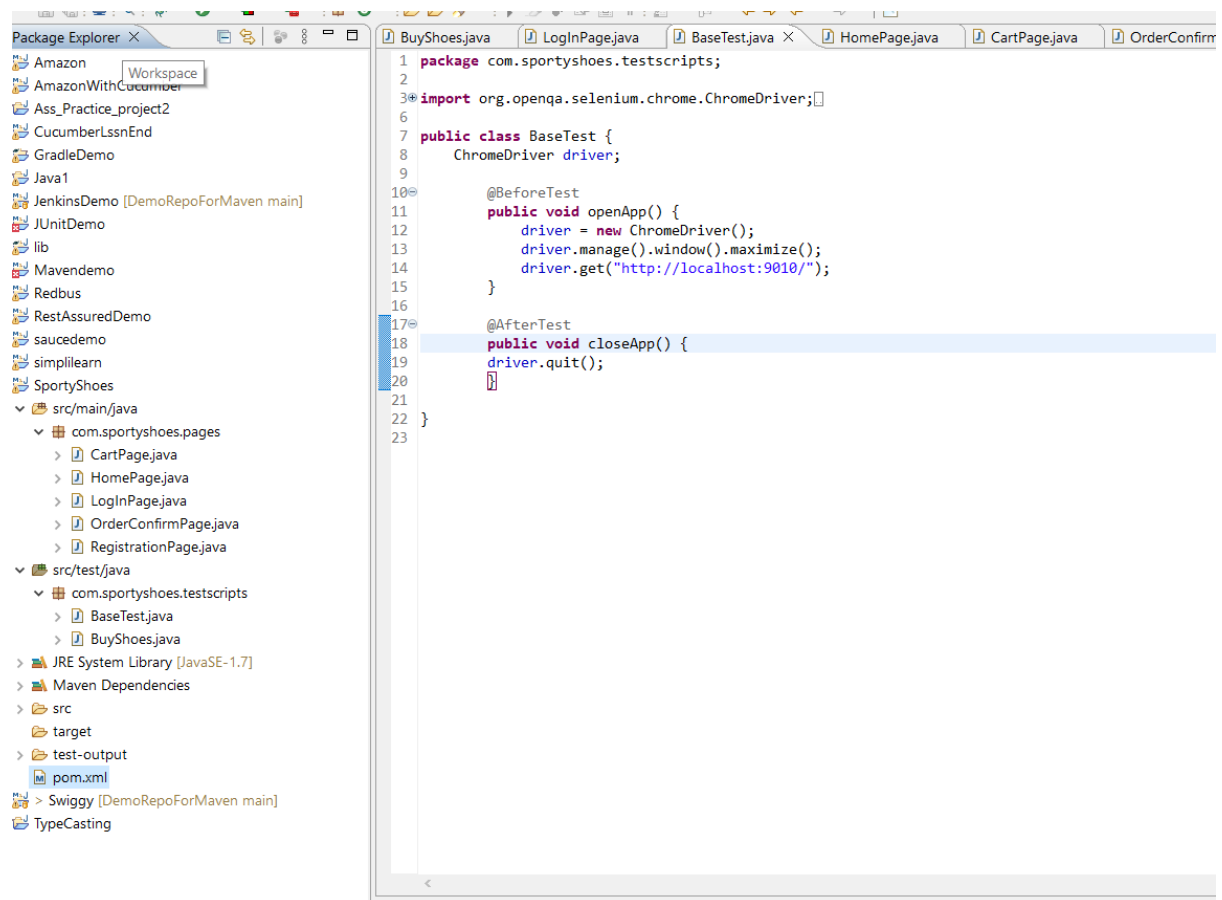 Package Explorer
Amazon
Workspace
AmazonWithCucumber
Ass_Practice_project2
CucumberLssnEnd
GradleDemo
Java1
JenkinsDemo [DemoRepoForMaven main]
JUnitDemo
lib
Mavendemo
Redbus
RestAssuredDemo
saucedemo
simplilearn
SportyShoes
src/main/java
com.sportyshoes.pages
CartPage.java
HomePage.java
LogInPage.java
OrderConfirmPage.java
RegistrationPage.java
src/test/java
com.sportyshoes.testscripts
BaseTest.java
BuyShoes.java
JRE System Library [JavaSE-1.7]
Maven Dependencies
src
target
test-output
pom.xml
> Swiggy [DemoRepoForMaven main]
TypeCasting
BuyShoes.java LogInPage.java BaseTest.java HomePage.java CartPage.java OrderConfirm
1 package com.sportyshoes.testscripts;
2
3 import org.openqa.selenium.chrome.ChromeDriver;
6
7 public class BaseTest {
8 ChromeDriver driver;
9
10 @BeforeTest
11 public void openApp() {
12 driver = new ChromeDriver();
13 driver.manage().window().maximize();
14 driver.get("http://localhost:9010/");
15 }
16
17 @AfterTest
18 public void closeApp() {
19 driver.quit();
20 }
21
22 }
23